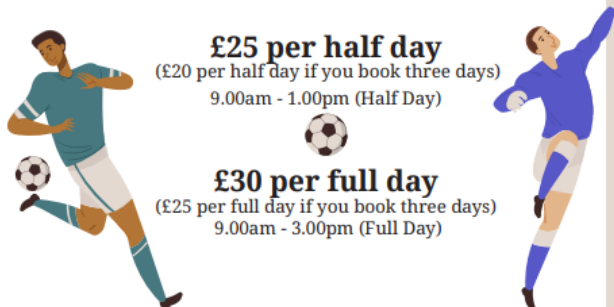 £25 per half day
(£20 per half day if you book three days)
9.00am - 1.00pm (Half Day)
£30 per full day
(£25 per full day if you book three days)
9.00am - 3.00pm (Full Day)